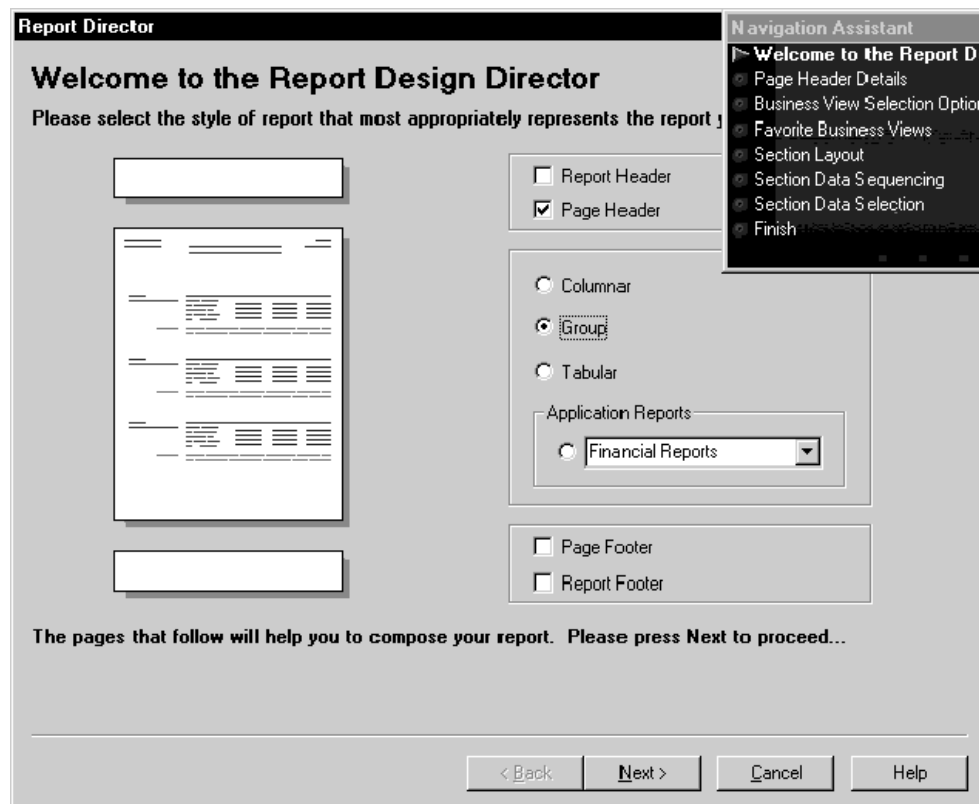 Report Director
Welcome to the Report Design Director
Please select the style of report that most appropriately represents the report
Report Header
Page Header
Columnar
Group
Tabular
Application Reports
Financial Reports
Page Footer
Report Footer
The pages that follow will help you to compose your report. Please press Next to proceed...
< Back
Next >
Cancel
Help
Navigation Assistant
Welcome to the Report D
Page Header Details
Business View Selection Option
Favorite Business Views
Section Layout
Section Data Sequencing
Section Data Selection
Finish